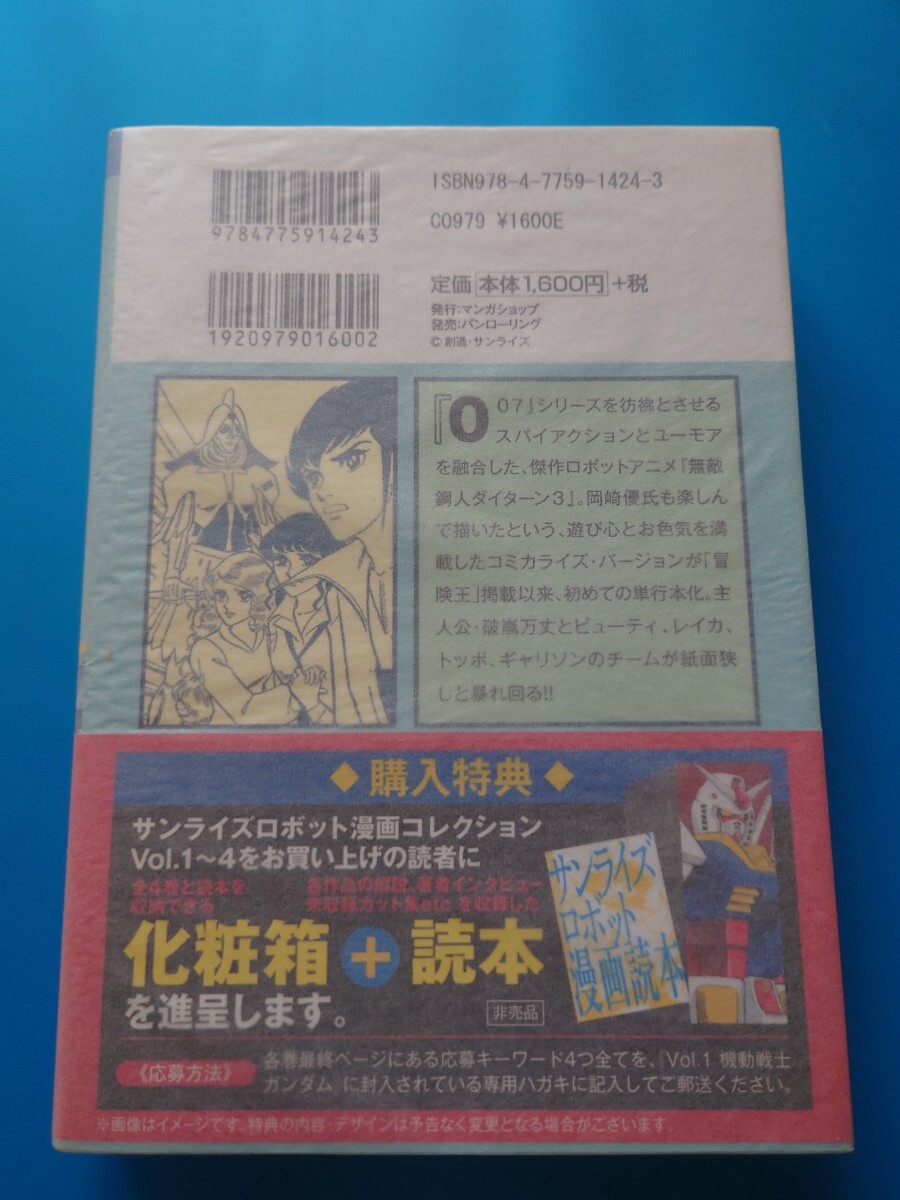 ISBN978-4-7759-1424-3
C0979 ¥1600E
9784775914243
定価 本体1,600円 +税
発行:マンガショップ
発売:パンローリング
©創通・サンライズ
1920979016002
『007』シリーズを彷彿とさせる
スパイアクションとユーモア
を融合した、傑作ロボットアニメ『無敵
鋼人ダイターン3』。岡崎優氏も楽しん
で描いたという、遊び心とお色気を満
載したコミカライズ・バージョンが「冒
険王」掲載以来、初めての単行本化。主
人公・破嵐万丈とビューティ、レイカ、
トッポ、ギャリソンのチームが紙面狭
しと暴れ回る!!
◆購入特典◆
サンライズロボット漫画コレクション
Vol.1〜4をお買い上げの読者に
全4巻と読本を
収納できる
各作品の解説、著者インタビュー
未収録カット集etc.を収録した
化粧箱+読本
を進呈します。
非売品
サンライズ
ロボット
漫画読本
《応募方法》
各巻最終ページにある応募キーワード4つ全てを、「Vol.1 機動戦士
ガンダム」に封入されている専用ハガキに記入してご郵送ください。
※画像はイメージです。特典の内容・デザインは予告なく変更となる場合がございます。